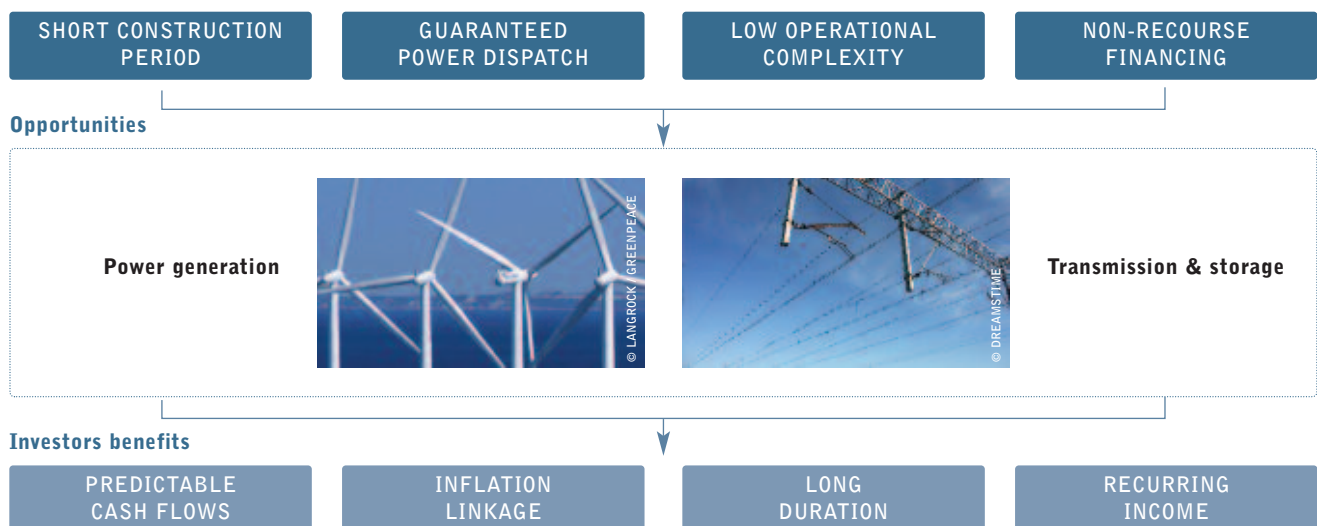 SHORT CONSTRUCTION
PERIOD
GUARANTEED
POWER DISPATCH
LOW OPERATIONAL
COMPLEXITY
NON-RECOURSE
FINANCING
Opportunities
Power generation
© LANGROCK / GREENPEACE
© DREAMSTIME
Transmission & storage
Investors benefits
PREDICTABLE
CASH FLOWS
INFLATION
LINKAGE
LONG
DURATION
RECURRING
INCOME